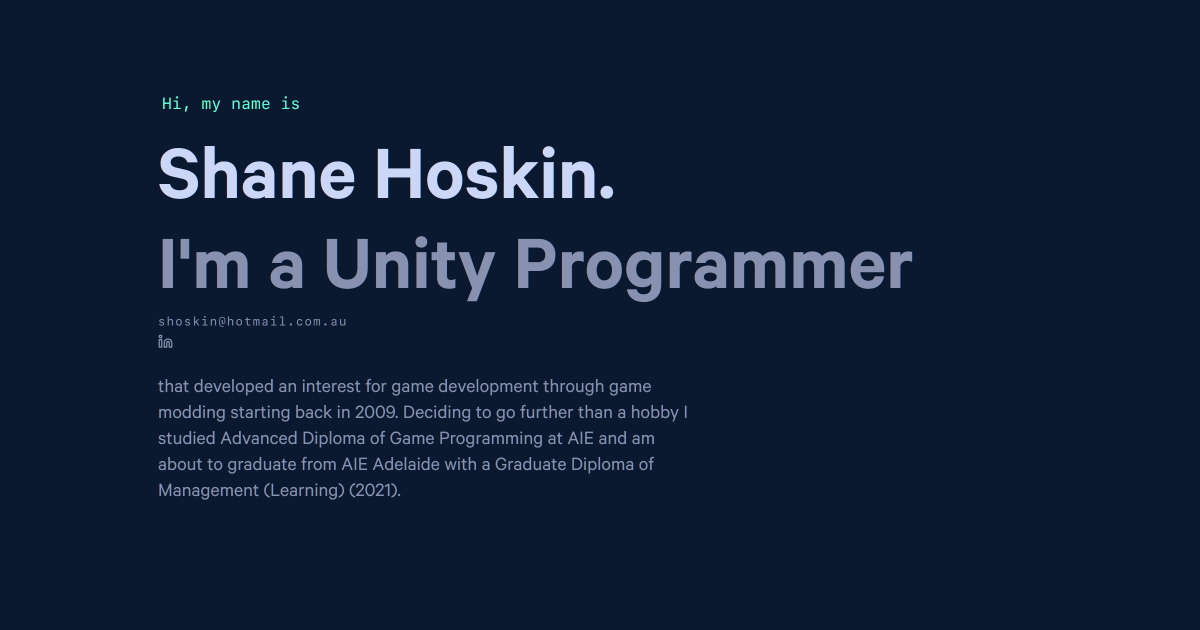 Hi, my name is
Shane Hoskin.
I'm a Unity Programmer
shoskin@hotmail.com.au
in
that developed an interest for game development through game
modding starting back in 2009. Deciding to go further than a hobby I
studied Advanced Diploma of Game Programming at AIE and am
about to graduate from AIE Adelaide with a Graduate Diploma of
Management (Learning) (2021).